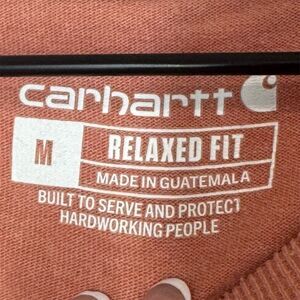 carhartt
M
RELAXED FIT
MADE IN GUATEMALA
BUILT TO SERVE AND PROTECT
HARDWORKING PEOPLE